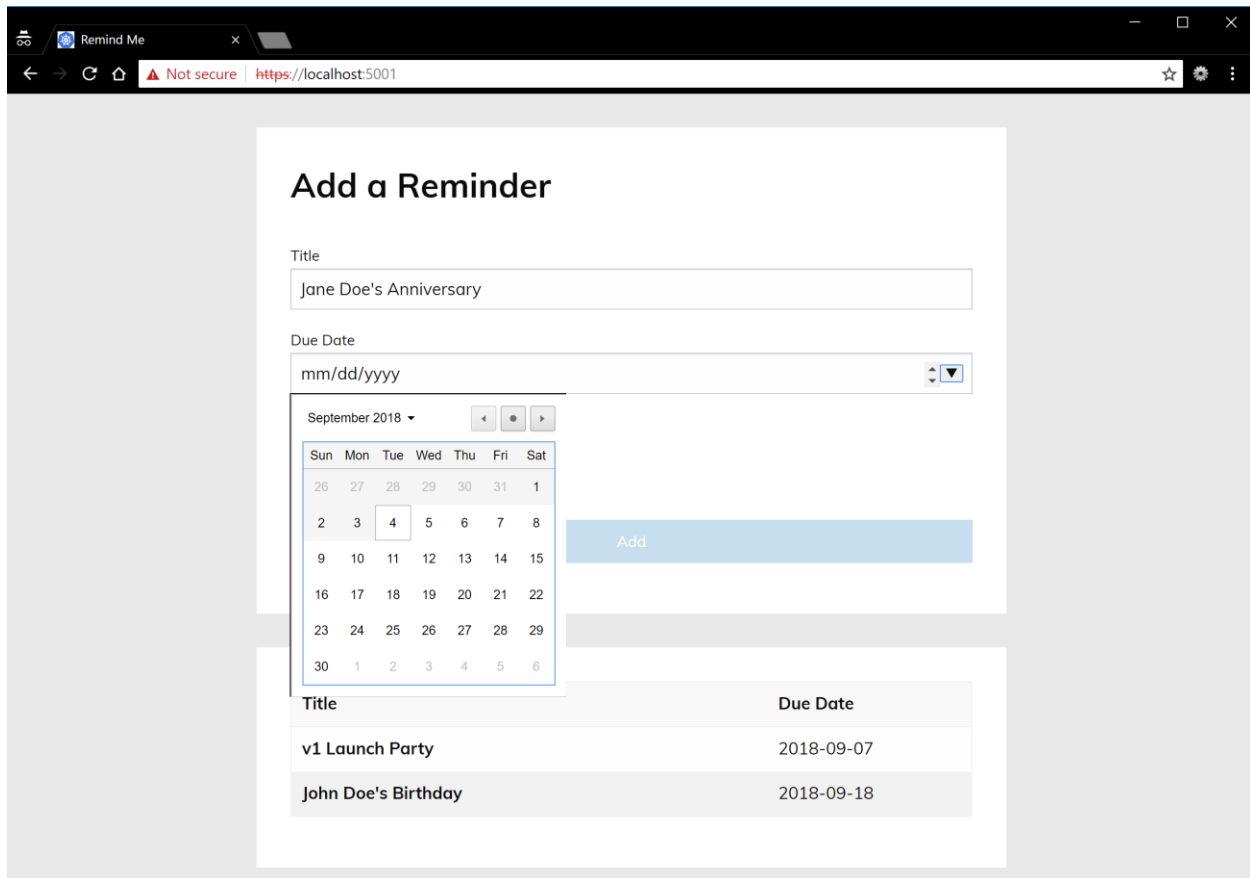 Remind Me
Not secure https://localhost:5001
Add a Reminder
Title
Jane Doe's Anniversary
Due Date
mm/dd/yyyy
September 2018
Sun Mon Tue Wed Thu Fri Sat
26 27 28 29 30 31 1
2 3 4 5 6 7 8
9 10 11 12 13 14 15
16 17 18 19 20 21 22
23 24 25 26 27 28 29
30 1 2 3 4 5 6
Add
Title Due Date
v1 Launch Party 2018-09-07
John Doe's Birthday 2018-09-18